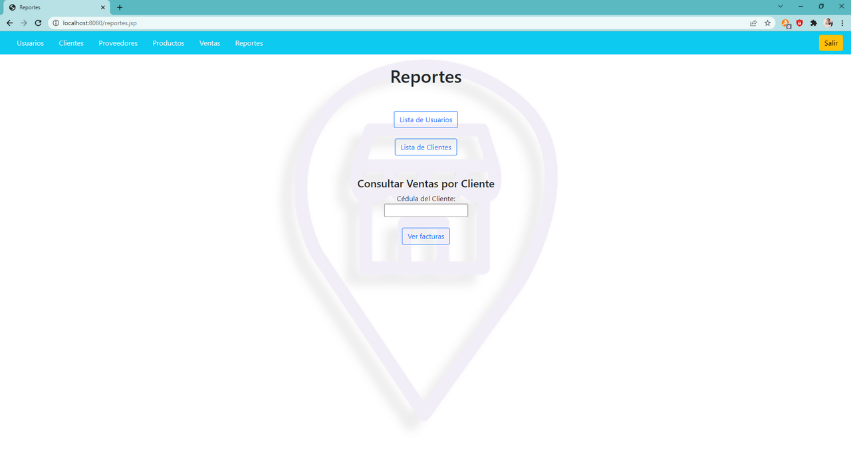 Reportes
localhost:8080/reportes.jsp
Usuarios Clientes Proveedores Productos Ventas Reportes Salir
Reportes
Lista de Usuarios
Lista de Clientes
Consultar Ventas por Cliente
Cédula del Cliente:
Ver facturas